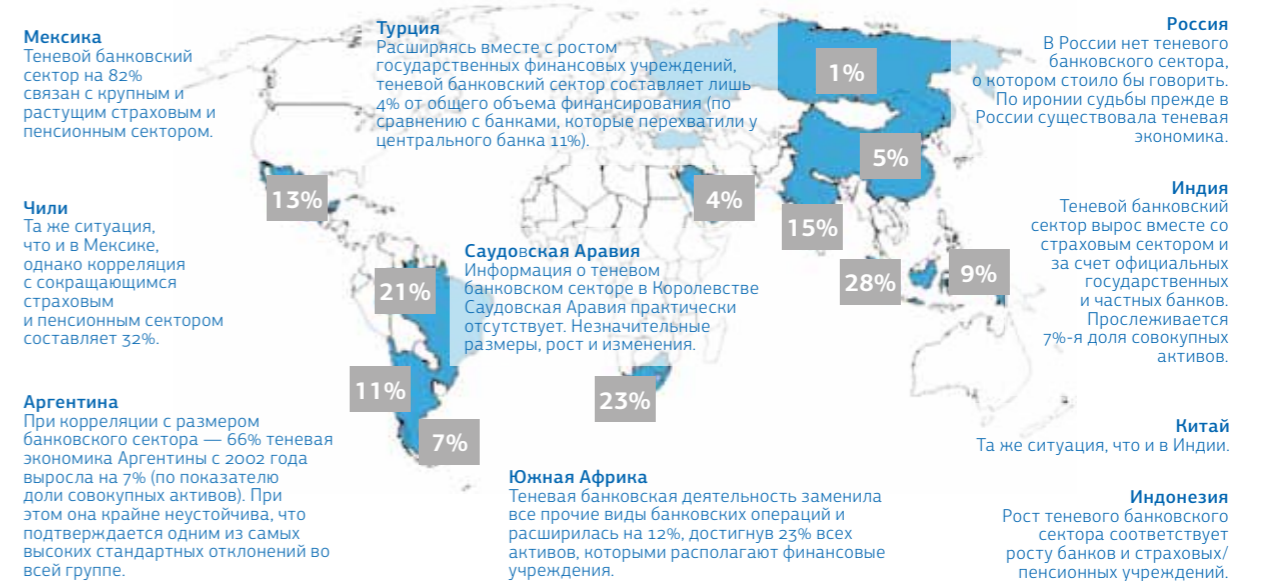 Мексика
Теневой банковский
сектор на 82%
связан с крупным и
растущим страховым и
пенсионным сектором.
Чили
Та же ситуация,
что и в Мексике,
однако корреляция
с сокращающимся
страховым
и пенсионным сектором
составляет 32%.
Аргентина
При корреляции с размером
банковского сектора — 66% теневая
экономика Аргентины с 2002 года
выросла на 7% (по показателю
доли совокупных активов). При
этом она крайне неустойчива, что
подтверждается одним из самых
высоких стандартных отклонений во
всей группе.
Турция
Расширяясь вместе с ростом
государственных финансовых учреждений,
теневой банковский сектор составляет лишь
4% от общего объема финансирования (по
сравнению с банками, которые перехватили у
центрального банка 11%).
Саудовская Аравия
Информация о теневом
банковском секторе в Королевстве
Саудовская Аравия практически
отсутствует. Незначительные
размеры, рост и изменения.
Южная Африка
Теневая банковская деятельность заменила
все прочие виды банковских операций и
расширилась на 12%, достигнув 23% всех
активов, которыми располагают финансовые
учреждения.
13%
21%
11%
7%
23%
4%
15%
28%
9%
5%
1%
Россия
В России нет теневого
банковского сектора,
о котором стоило бы говорить.
По иронии судьбы прежде в
России существовала теневая
экономика.
Индия
Теневой банковский
сектор вырос вместе со
страховым сектором и
за счет официальных
государственных
и частных банков.
Прослеживается
7%-я доля совокупных
активов.
Китай
Та же ситуация, что и в Индии.
Индонезия
Рост теневого банковского
сектора соответствует
росту банков и страховых/
пенсионных учреждений.